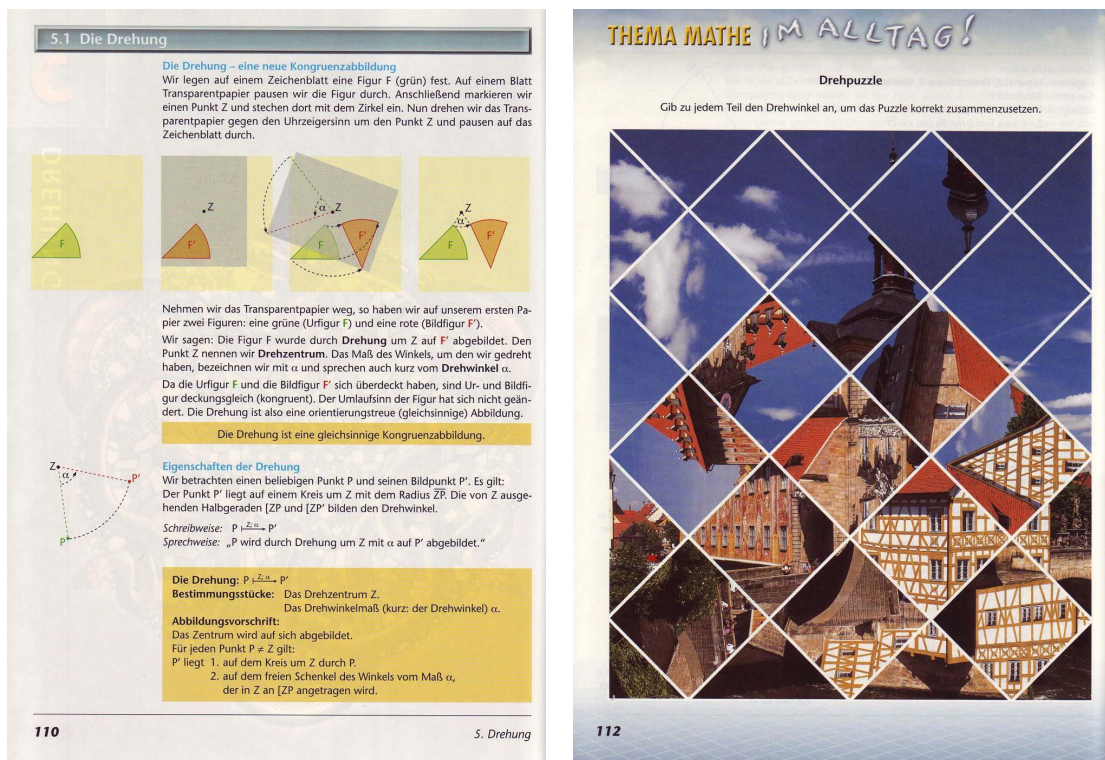 5.1 Die Drehung
Die Drehung – eine neue Kongruenzabbildung
Wir legen auf einem Zeichenblatt eine Figur F (grün) fest. Auf einem Blatt
Transparentpapier pausen wir die Figur durch. Anschließend markieren wir
einen Punkt Z und stechen dort mit dem Zirkel ein. Nun drehen wir das Trans-
parentpapier gegen den Uhrzeigersinn um den Punkt Z und pausen auf das
Zeichenblatt durch.
F
Z
F'
α
Z
F
F'
Z
α
F
F'
Nehmen wir das Transparentpapier weg, so haben wir auf unserem ersten Pa-
pier zwei Figuren: eine grüne (Urfigur F) und eine rote (Bildfigur F').
Wir sagen: Die Figur F wurde durch Drehung um Z auf F' abgebildet. Den
Punkt Z nennen wir Drehzentrum. Das Maß des Winkels, um den wir gedreht
haben, bezeichnen wir mit α und sprechen auch kurz vom Drehwinkel α.
Da die Urfigur F und die Bildfigur F' sich überdeckt haben, sind Ur- und Bildfi-
gur deckungsgleich (kongruent). Der Umlaufsinn der Figur hat sich nicht geän-
dert. Die Drehung ist also eine orientierungstreue (gleichsinnige) Abbildung.
Die Drehung ist eine gleichsinnige Kongruenzabbildung.
Z
α
P'
P
Eigenschaften der Drehung
Wir betrachten einen beliebigen Punkt P und seinen Bildpunkt P'. Es gilt:
Der Punkt P' liegt auf einem Kreis um Z mit dem Radius ZP. Die von Z ausge-
henden Halbgeraden [ZP und [ZP' bilden den Drehwinkel.
Schreibweise: P Z; α P'
Sprechweise: „P wird durch Drehung um Z mit α auf P' abgebildet.“
Die Drehung: P Z; α P'
Bestimmungsstücke: Das Drehzentrum Z.
Das Drehwinkelmaß (kurz: der Drehwinkel) α.
Abbildungsvorschrift:
Das Zentrum wird auf sich abgebildet.
Für jeden Punkt P ≠ Z gilt:
P' liegt 1. auf dem Kreis um Z durch P.
2. auf dem freien Schenkel des Winkels vom Maß α,
der in Z an [ZP angetragen wird.
110
5. Drehung
THEMA MATHE IM ALLTAG!
Drehpuzzle
Gib zu jedem Teil den Drehwinkel an, um das Puzzle korrekt zusammenzusetzen.
112